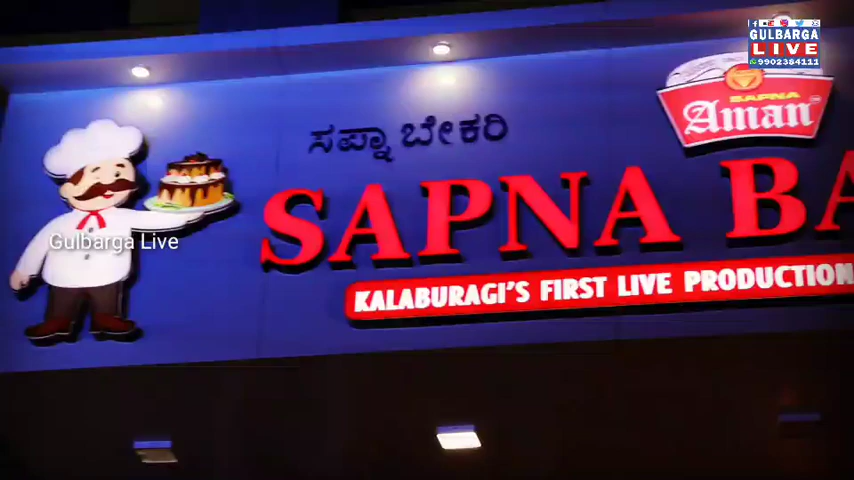 GULBARGA
LIVE
9902384111
SAPNA
Aman
ಸಪ್ನಾ ಬೇಕರಿ
SAPNA BA
Gulbarga Live
KALABURAGI'S FIRST LIVE PRODUCTION